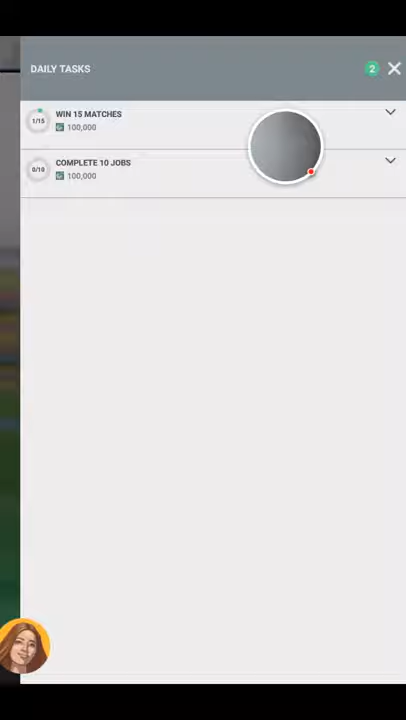 DAILY TASKS
2
1/15
WIN 15 MATCHES
100,000
0/10
COMPLETE 10 JOBS
100,000